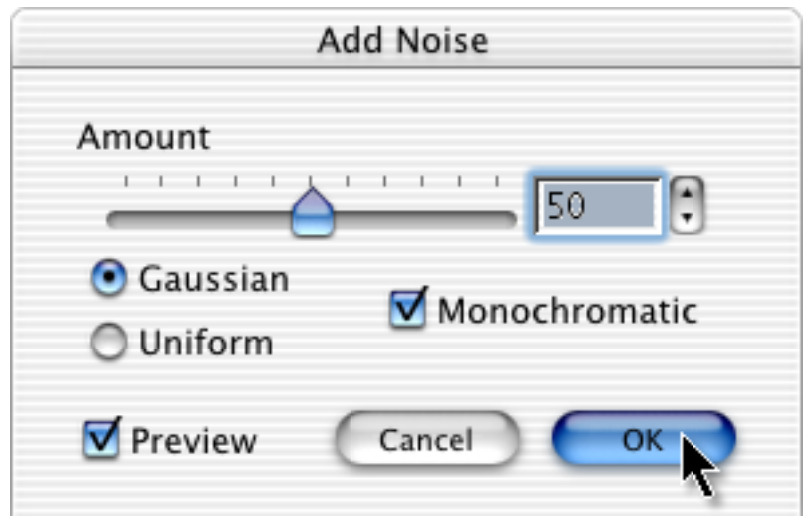 Add Noise
Amount
50
Gaussian
Monochromatic
Uniform
Preview
Cancel
OK